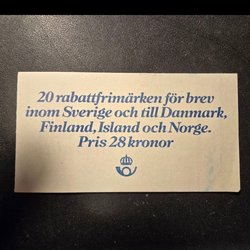 20 rabattfrimärken för brev
inom Sverige och till Danmark,
Finland, Island och Norge.
Pris 28 kronor